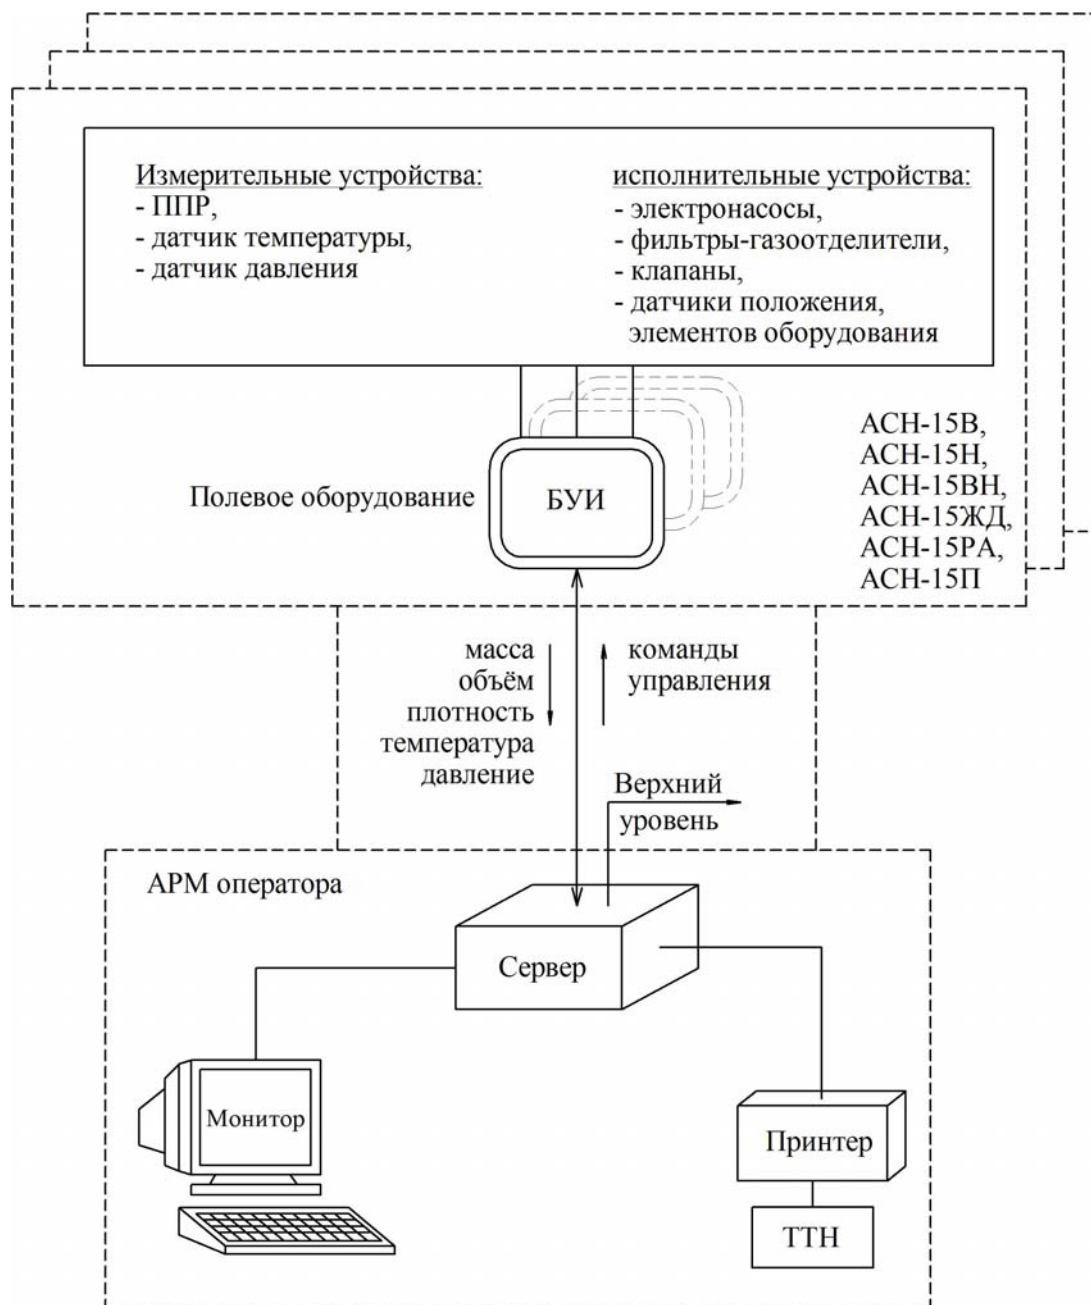 Измерительные устройства:
- ППР,
- датчик температуры,
- датчик давления
исполнительные устройства:
- электронасосы,
- фильтры-газоотделители,
- клапаны,
- датчики положения,
элементов оборудования
Полевое оборудование
БУИ
АСН-15В,
АСН-15Н,
АСН-15ВН,
АСН-15ЖД,
АСН-15РА,
АСН-15П
масса
объём
плотность
температура
давление
команды
управления
Верхний
уровень
АРМ оператора
Сервер
Монитор
Принтер
ТТН